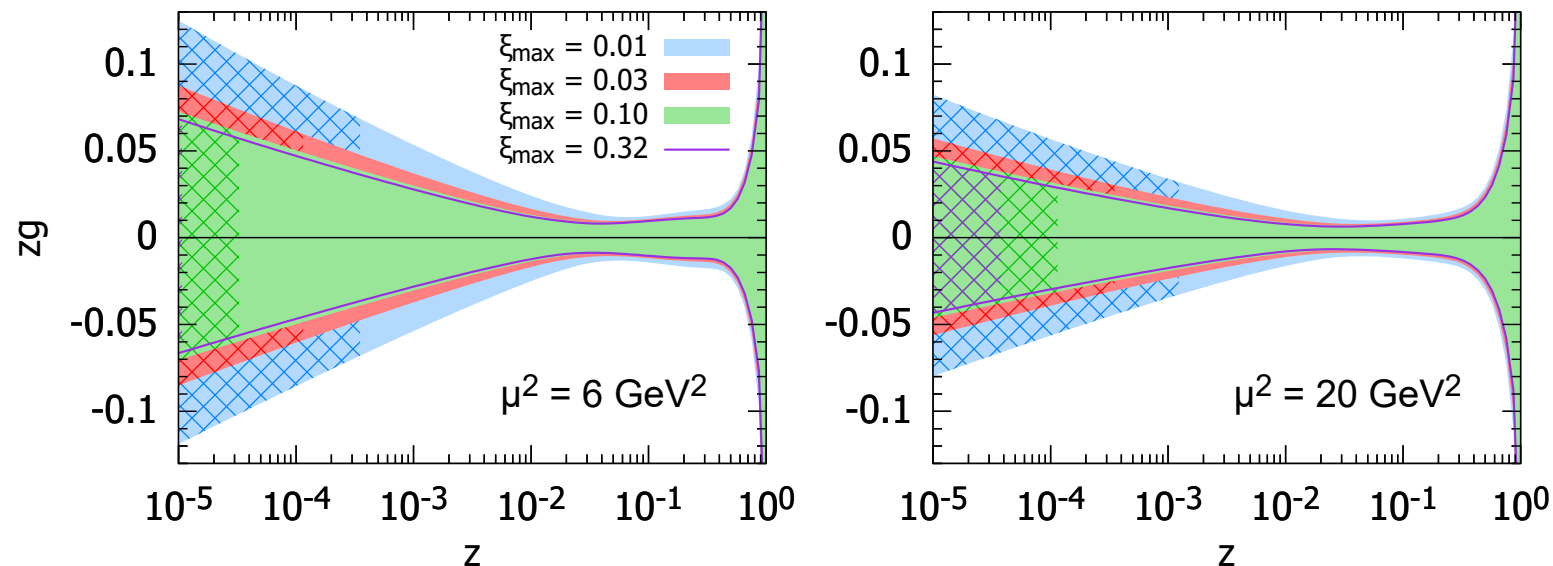 0.1
0.05
0
-0.05
-0.1
zg
ξmax = 0.01
ξmax = 0.03
ξmax = 0.10
ξmax = 0.32
μ² = 6 GeV²
10⁻⁵ 10⁻⁴ 10⁻³ 10⁻² 10⁻¹ 10⁰
z
0.1
0.05
0
-0.05
-0.1
μ² = 20 GeV²
10⁻⁵ 10⁻⁴ 10⁻³ 10⁻² 10⁻¹ 10⁰
z